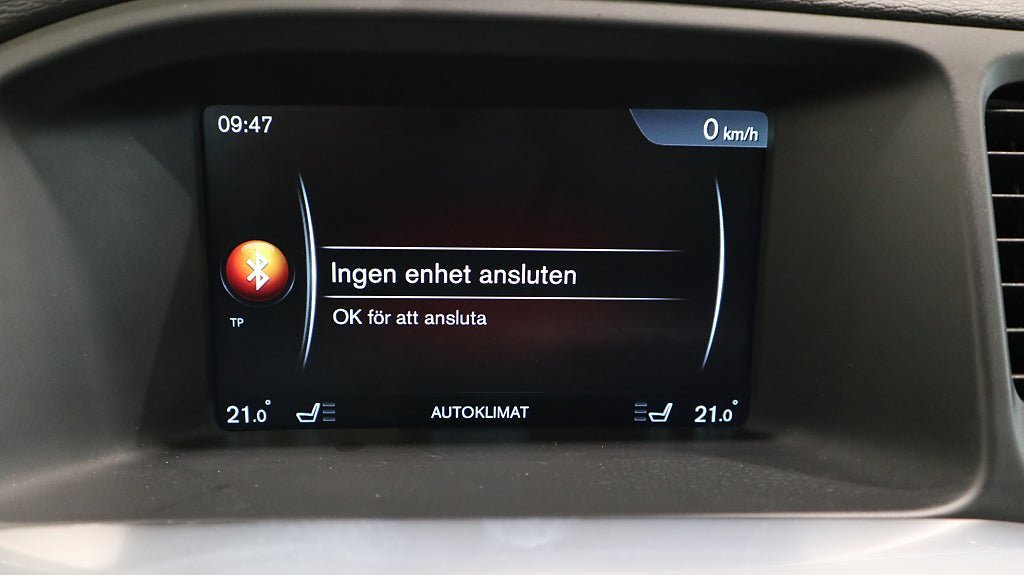 09:47
0 km/h
Ingen enhet ansluten
OK för att ansluta
TP
21.0°
AUTOKLIMAT
21.0°